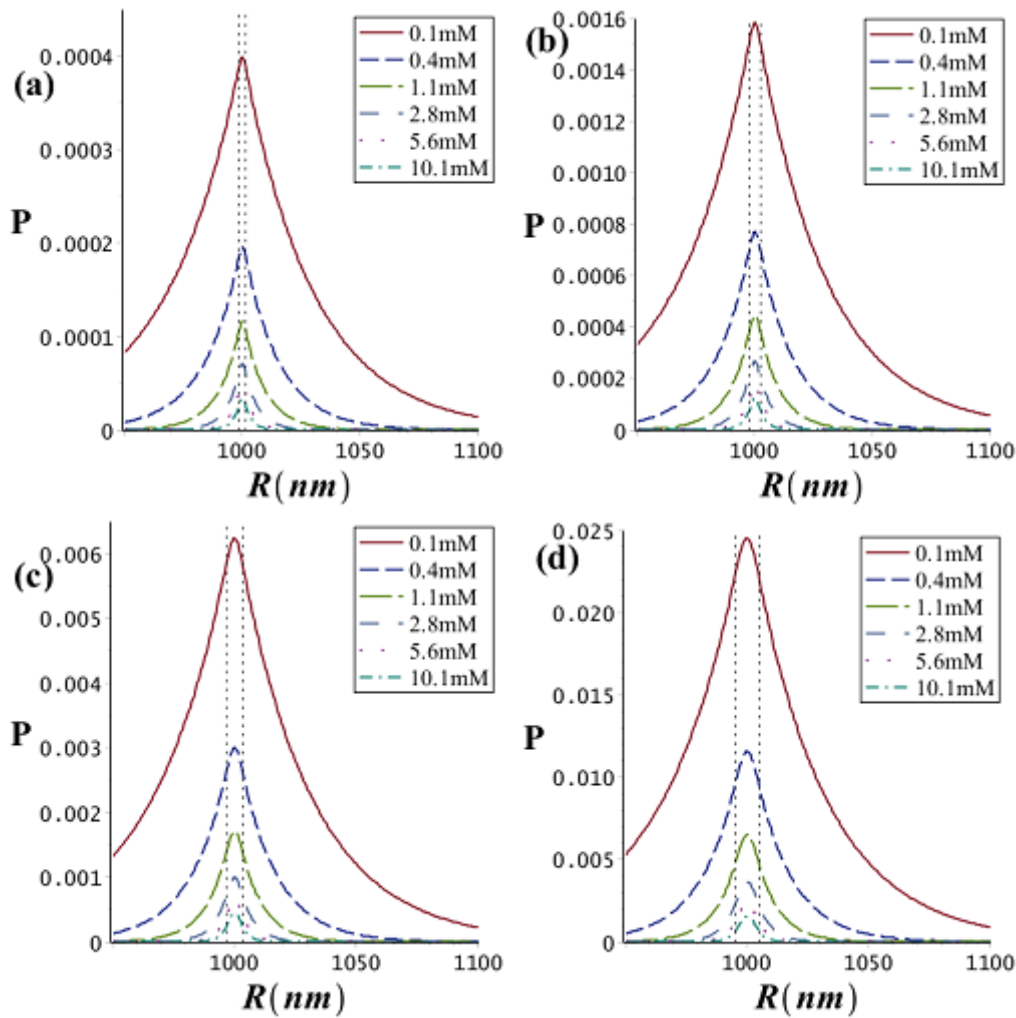 (a)
0.0004
0.0003
P
0.0002
0.0001
0
1000
1050
1100
R(nm)
0.1mM
0.4mM
1.1mM
2.8mM
5.6mM
10.1mM
(b)
0.0016
0.0014
0.0012
0.0010
P
0.0008
0.0006
0.0004
0.0002
0
1000
1050
1100
R(nm)
0.1mM
0.4mM
1.1mM
2.8mM
5.6mM
10.1mM
(c)
0.006
0.005
0.004
P
0.003
0.002
0.001
0
1000
1050
1100
R(nm)
0.1mM
0.4mM
1.1mM
2.8mM
5.6mM
10.1mM
(d)
0.025
0.020
0.015
P
0.010
0.005
0
1000
1050
1100
R(nm)
0.1mM
0.4mM
1.1mM
2.8mM
5.6mM
10.1mM